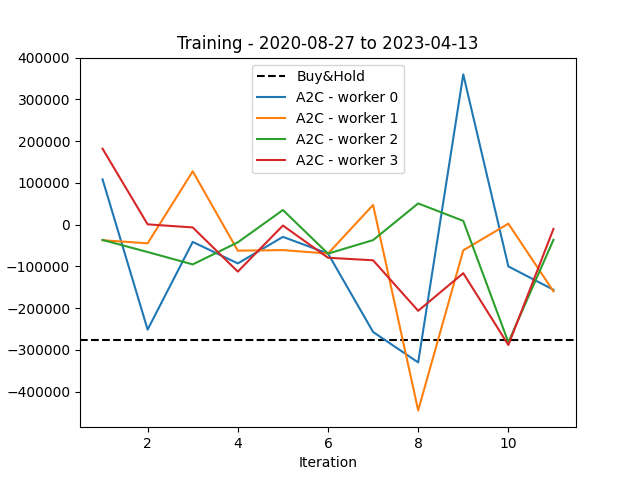 Training - 2020-08-27 to 2023-04-13
400000
300000
200000
100000
0
−100000
−200000
−300000
−400000
Buy&Hold
A2C - worker 0
A2C - worker 1
A2C - worker 2
A2C - worker 3
2 4 6 8 10
Iteration